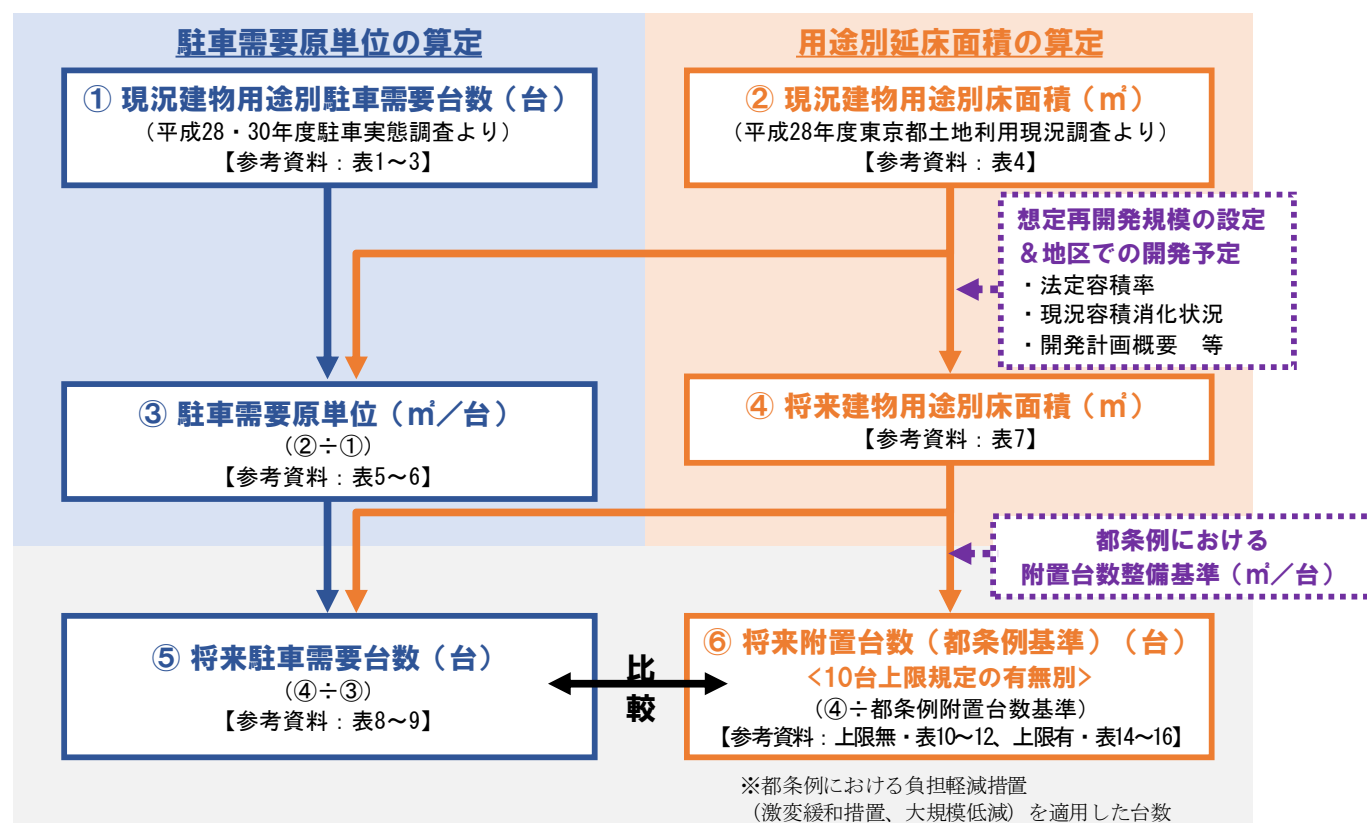 駐車需要原単位の算定
用途別延床面積の算定
① 現況建物用途別駐車需要台数（台）
（平成28・30年度駐車実態調査より）
【参考資料：表1～3】
② 現況建物用途別床面積（㎡）
（平成28年度東京都土地利用現況調査より）
【参考資料：表4】
想定再開発規模の設定
＆地区での開発予定
・法定容積率
・現況容積消化状況
・開発計画概要　等
③ 駐車需要原単位（㎡／台）
（②÷①）
【参考資料：表5～6】
④ 将来建物用途別床面積（㎡）
【参考資料：表7】
都条例における
附置台数整備基準（㎡／台）
⑤ 将来駐車需要台数（台）
（④÷③）
【参考資料：表8～9】
比
較
⑥ 将来附置台数（都条例基準）（台）
<10台上限規定の有無別>
（④÷都条例附置台数基準）
【参考資料：上限無・表10～12、上限有・表14～16】
※都条例における負担軽減措置
（激変緩和措置、大規模低減）を適用した台数